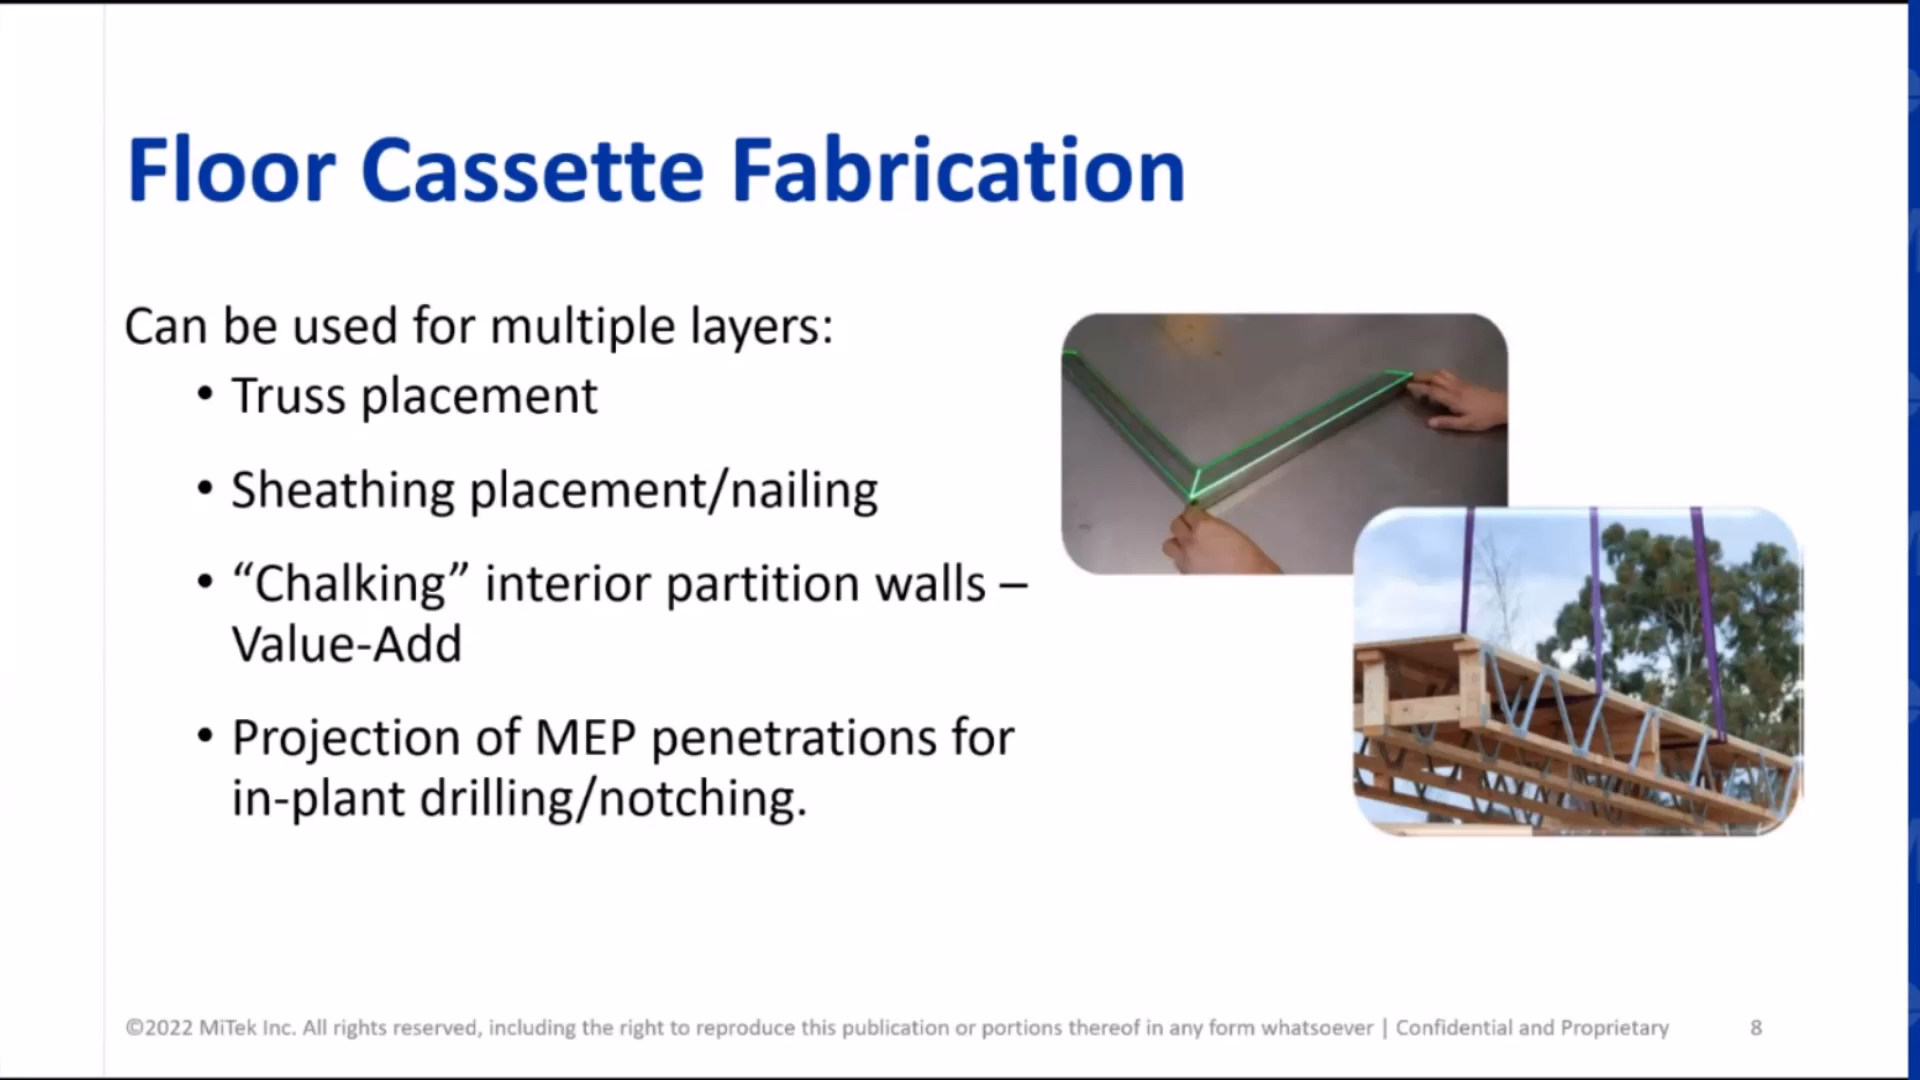 Floor Cassette Fabrication
Can be used for multiple layers:
• Truss placement
• Sheathing placement/nailing
• “Chalking” interior partition walls –
Value-Add
• Projection of MEP penetrations for
in-plant drilling/notching.
©2022 MiTek Inc. All rights reserved, including the right to reproduce this publication or portions thereof in any form whatsoever | Confidential and Proprietary 8